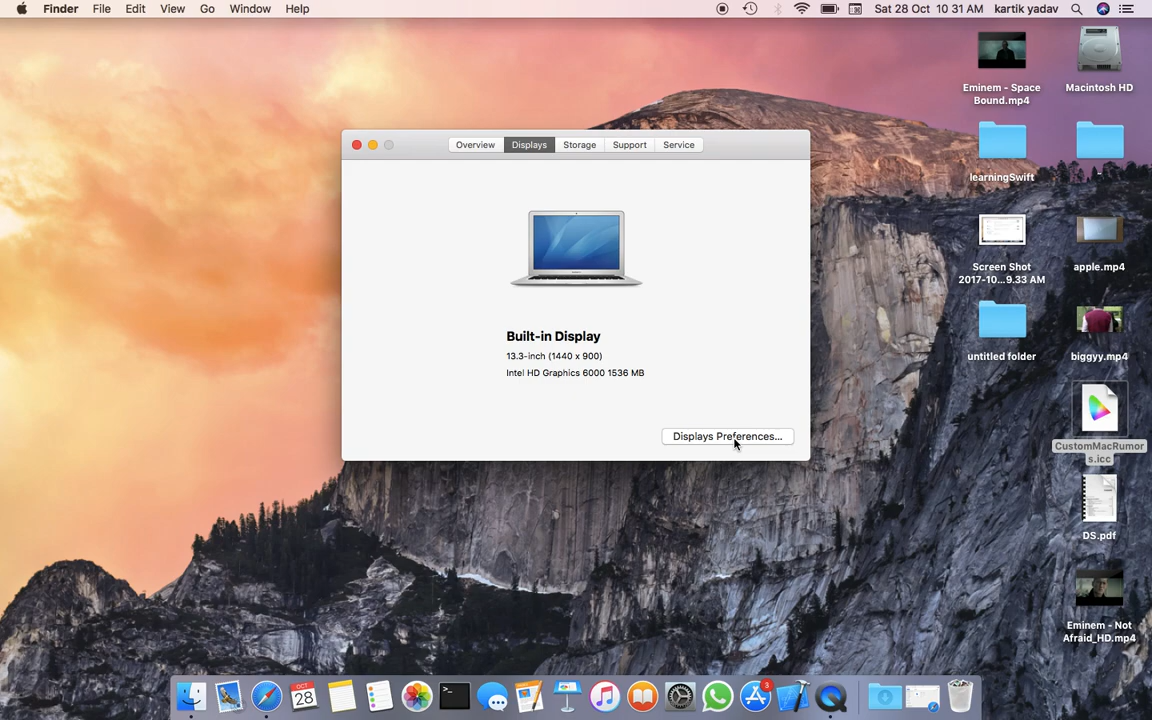 Finder File Edit View Go Window Help Sat 28 Oct 10 31 AM kartik yadav
Eminem - Space
Bound.mp4
Macintosh HD
Overview Displays Storage Support Service
learningSwift
-
Screen Shot
2017-10...9.33 AM
apple.mp4
Built-in Display
13.3-inch (1440 x 900)
Intel HD Graphics 6000 1536 MB
untitled folder
biggyy.mp4
Displays Preferences...
CustomMacRumor
s.icc
DS.pdf
Eminem - Not
Afraid_HD.mp4
OCT
28
3